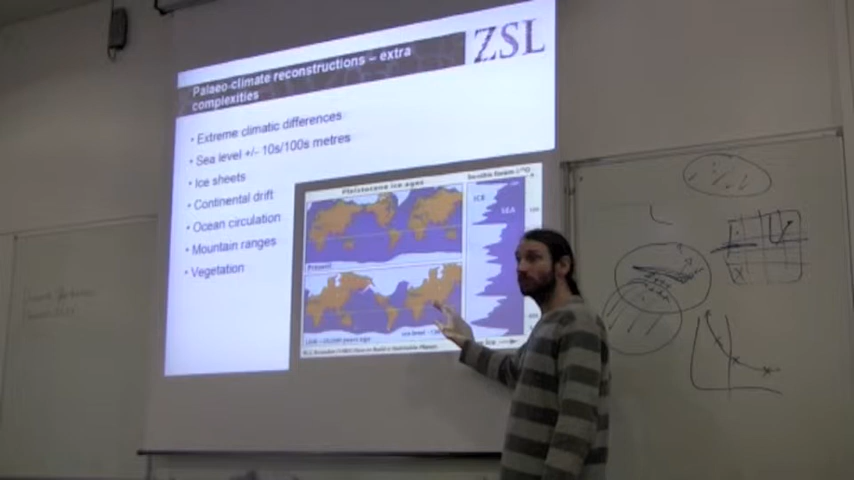 Palaeo-climate reconstructions – extra
complexities
ZSL
• Extreme climatic differences
• Sea level +/- 10s/100s metres
• Ice sheets
• Continental drift
• Ocean circulation
• Mountain ranges
• Vegetation
Pleistocene ice ages
ICE
SEA
Present